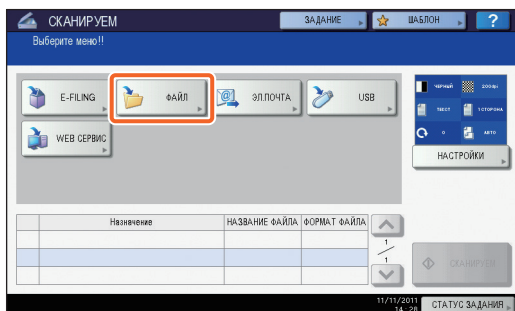 СКАНИРУЕМ
ЗАДАНИЕ
ШАБЛОН
?
Выберите меню!!
E-FILING
ФАЙЛ
ЭЛ.ПОЧТА
USB
WEB СЕРВИС
ЧЕРНЫЙ
200dpi
ТЕКСТ
1 СТОРОНА
0
АВТО
НАСТРОЙКИ
Назначение
НАЗВАНИЕ ФАЙЛА
ФОРМАТ ФАЙЛА
1
1
СКАНИРУЕМ
11/11/2011
14:28
СТАТУС ЗАДАНИЯ